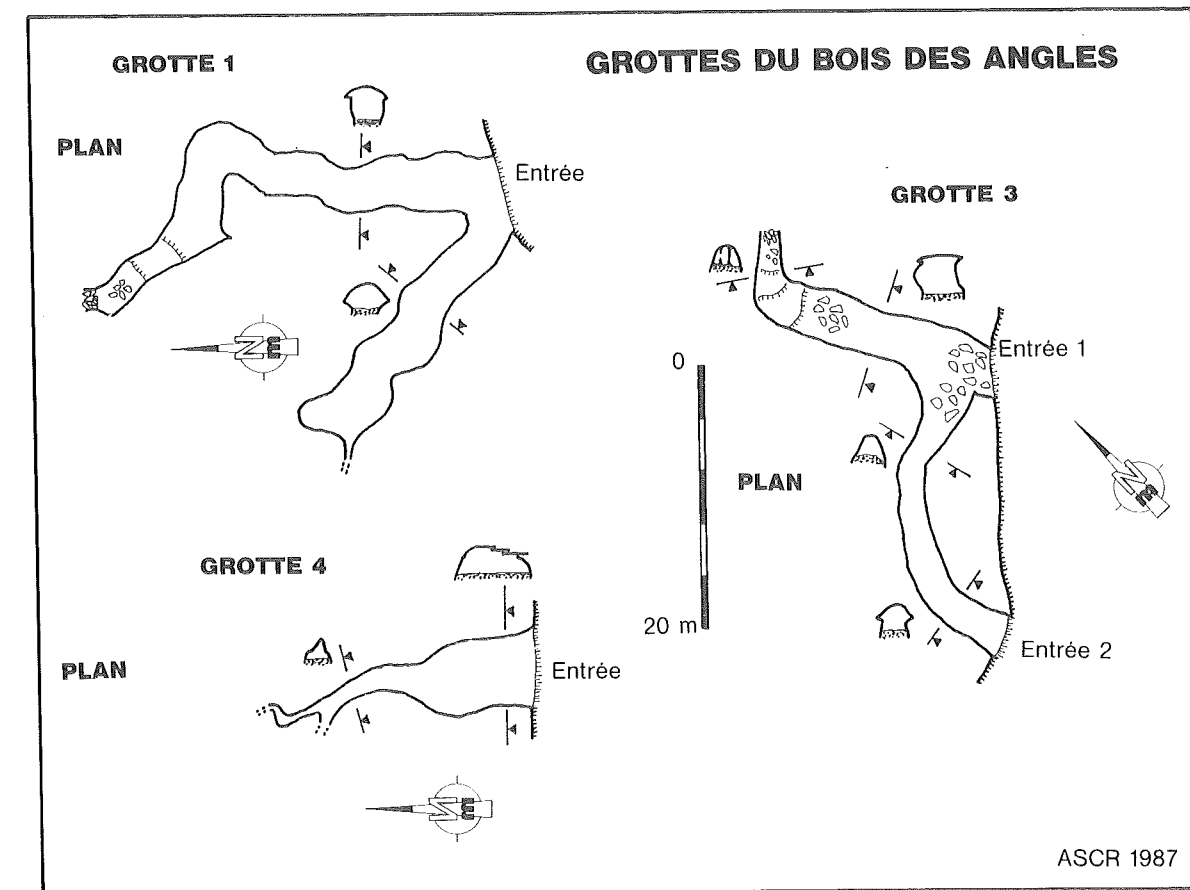 GROTTES DU BOIS DES ANGLES
GROTTE 1
PLAN
Entrée
N
GROTTE 3
Entrée 1
0
PLAN
20 m
Entrée 2
N
GROTTE 4
PLAN
Entrée
N
ASCR 1987